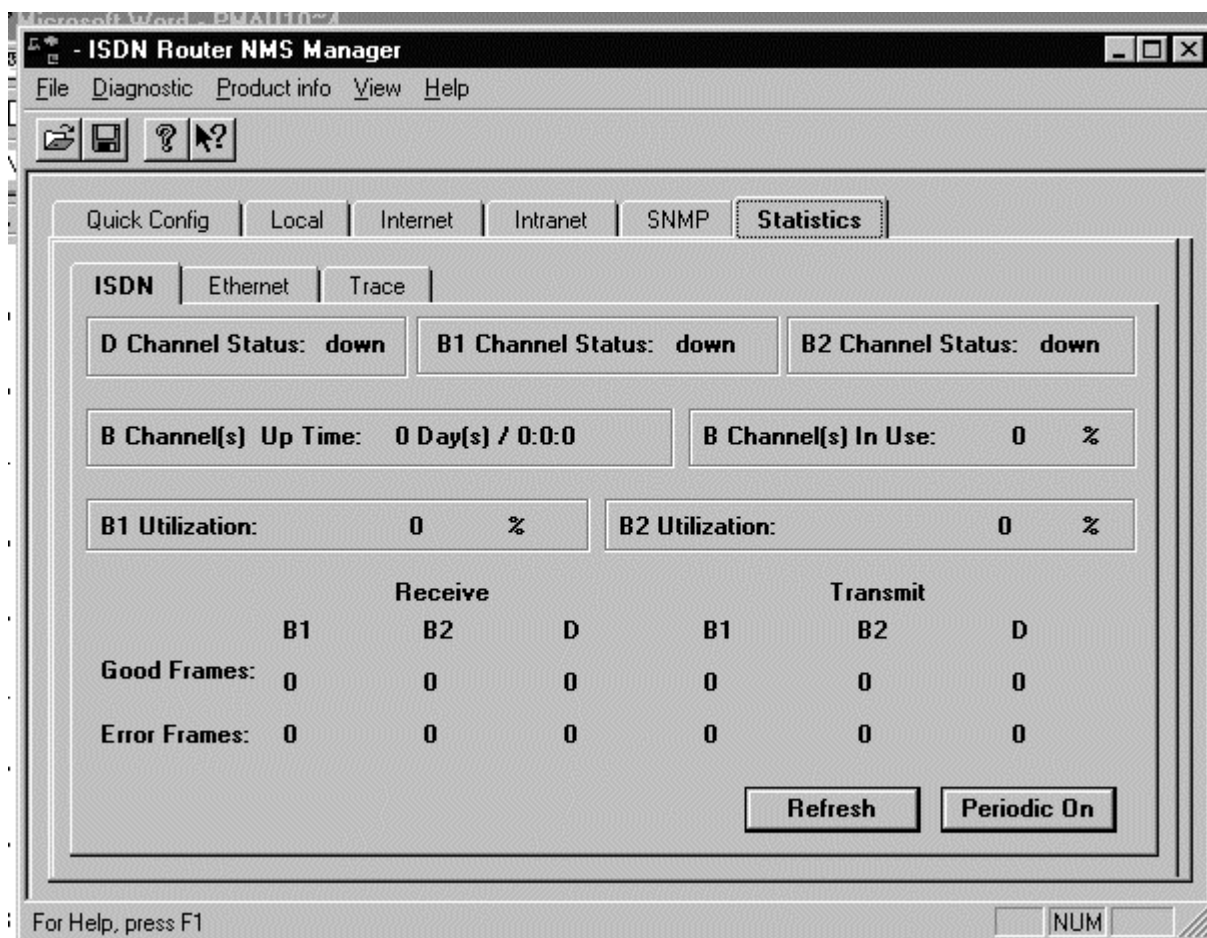 Microsoft Word - PMAU10~4
- ISDN Router NMS Manager
File Diagnostic Product info View Help
Quick Config Local Internet Intranet SNMP Statistics
ISDN Ethernet Trace
D Channel Status: down B1 Channel Status: down B2 Channel Status: down
B Channel(s) Up Time: 0 Day(s) / 0:0:0 B Channel(s) In Use: 0 %
B1 Utilization: 0 % B2 Utilization: 0 %
Receive Transmit
B1 B2 D B1 B2 D
Good Frames: 0 0 0 0 0 0
Error Frames: 0 0 0 0 0 0
Refresh Periodic On
For Help, press F1 NUM